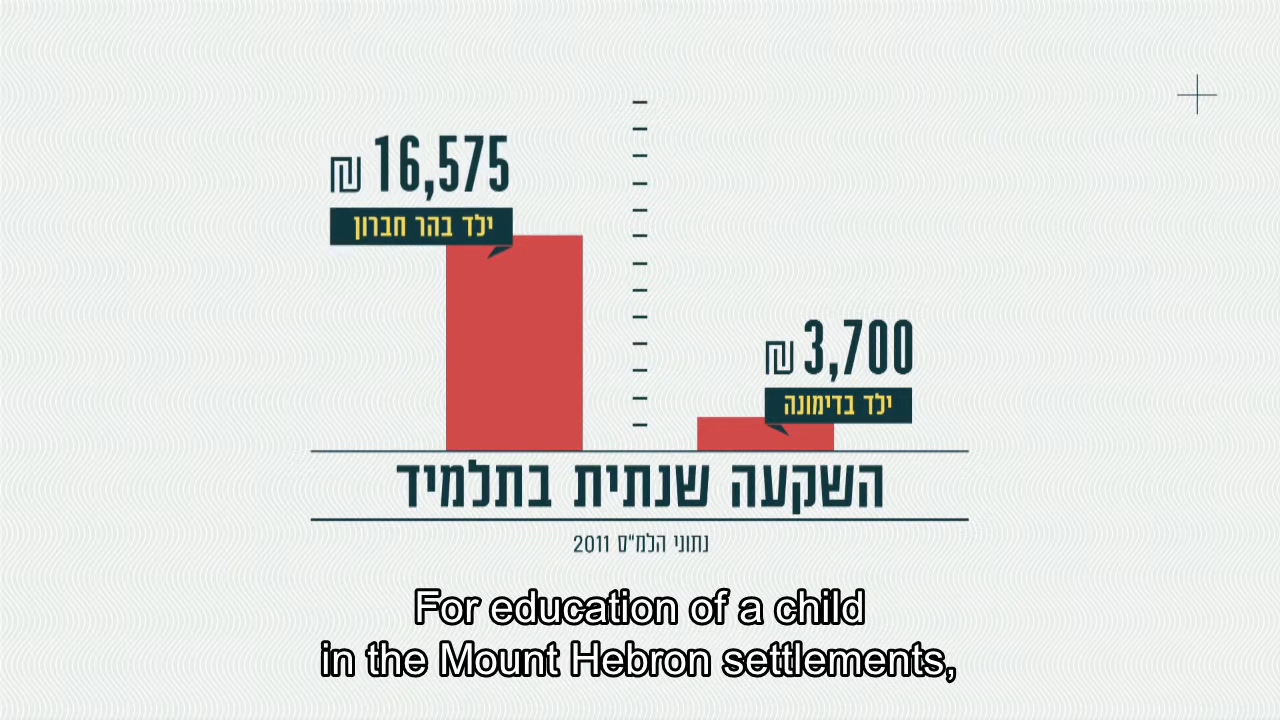 ₪ 16,575
ילד בהר חברון
₪ 3,700
ילד בדימונה
השקעה שנתית בתלמיד
נתוני הלמ"ס 2011
For education of a child
in the Mount Hebron settlements,